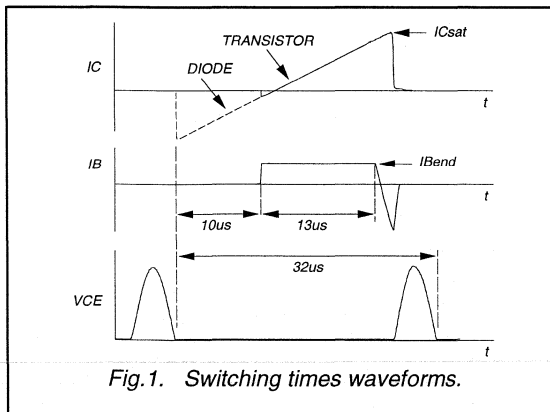 ICsat
TRANSISTOR
IC
DIODE
t
IB
IBend
t
10us
13us
32us
VCE
t
Fig.1. Switching times waveforms.